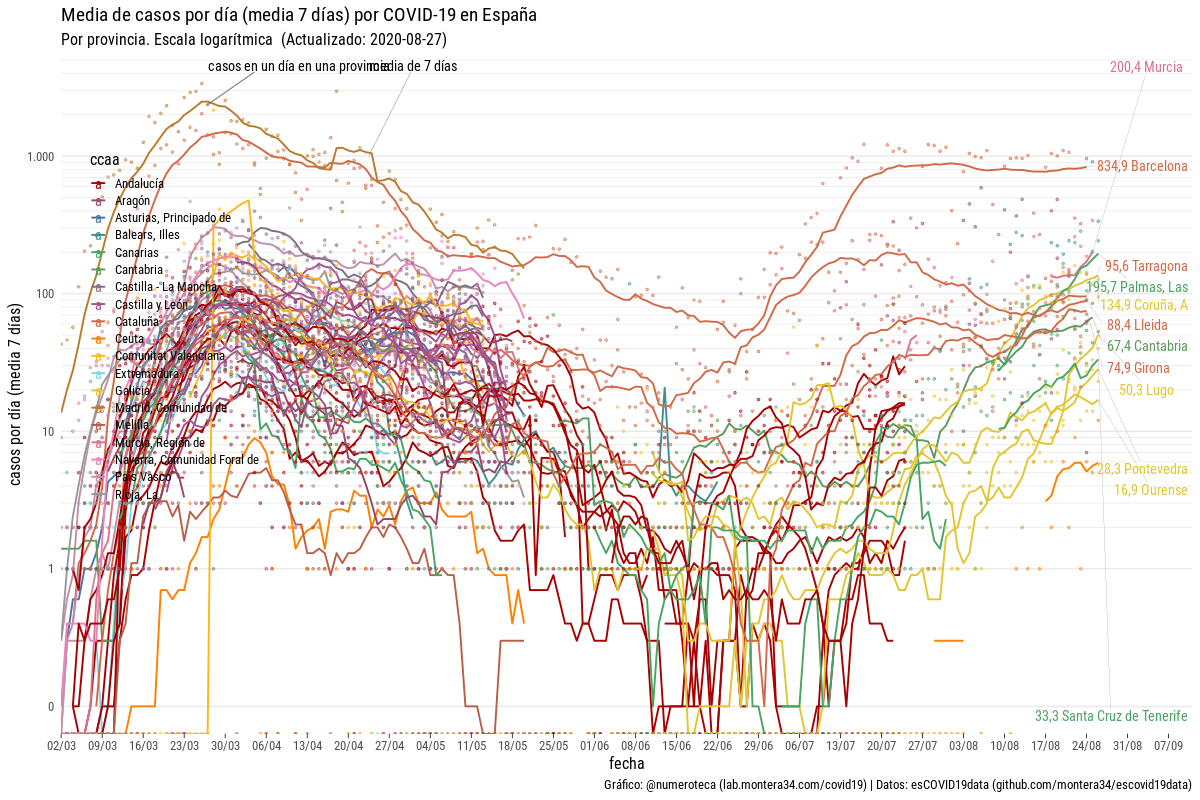 Media de casos por día (media 7 días) por COVID-19 en España
Por provincia. Escala logarítmica (Actualizado: 2020-08-27)
casos en un día en una provincia
media de 7 días
200,4 Murcia
1.000
834,9 Barcelona
ccaa
Andalucía
Aragón
Asturias, Principado de
Balears, Illes
Canarias
Cantabria
Castilla - La Mancha
Castilla y León
Cataluña
Ceuta
Comunitat Valenciana
Extremadura
Galicia
Madrid, Comunidad de
Melilla
Murcia, Región de
Navarra, Comunidad Foral de
País Vasco
Rioja, La
95,6 Tarragona
195,7 Palmas, Las
134,9 Coruña, A
88,4 Lleida
67,4 Cantabria
74,9 Girona
50,3 Lugo
28,3 Pontevedra
16,9 Ourense
33,3 Santa Cruz de Tenerife
100
10
1
0
casos por día (media 7 días)
02/03 09/03 16/03 23/03 30/03 06/04 13/04 20/04 27/04 04/05 11/05 18/05 25/05 01/06 08/06 15/06 22/06 29/06 06/07 13/07 20/07 27/07 03/08 10/08 17/08 24/08 31/08 07/09
fecha
Gráfico: @numeroteca (lab.montera34.com/covid19) | Datos: esCOVID19data (github.com/montera34/escovid19data)